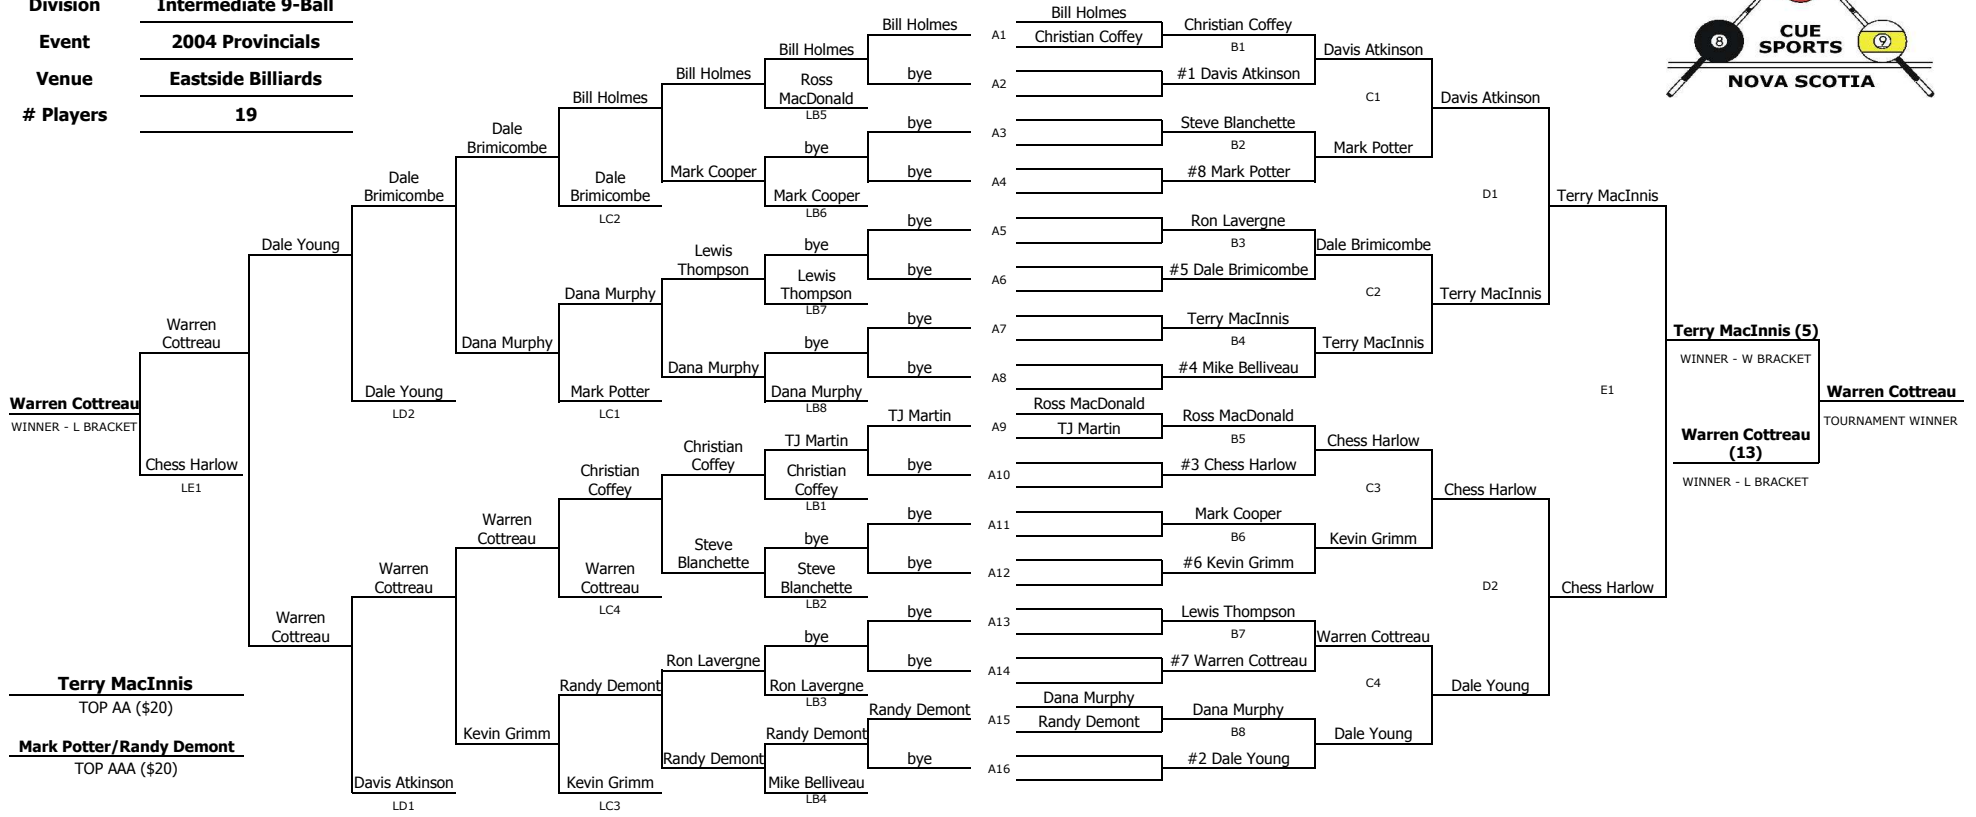 Division Intermediate 9-Ball
Event 2004 Provincials
Venue Eastside Billiards
# Players 19
8
9
CUE
SPORTS
NOVA SCOTIA
Warren Cottreau
WINNER - L BRACKET
Warren
Cottreau
Chess Harlow
LE1
Dale Young
Warren
Cottreau
Dale
Brimicombe
Dale Young
LD2
Warren
Cottreau
Davis Atkinson
LD1
Dale
Brimicombe
Dana Murphy
Warren
Cottreau
Kevin Grimm
Bill Holmes
Dale
Brimicombe
LC2
Dana Murphy
Mark Potter
LC1
Christian
Coffey
Warren
Cottreau
LC4
Randy Demont
Kevin Grimm
LC3
Bill Holmes
Mark Cooper
Lewis
Thompson
Dana Murphy
Christian
Coffey
Steve
Blanchette
Ron Lavergne
Randy Demont
Bill Holmes
Ross
MacDonald
LB5
bye
Mark Cooper
LB6
bye
Lewis
Thompson
LB7
bye
Dana Murphy
LB8
TJ Martin
Christian
Coffey
LB1
bye
Steve
Blanchette
LB2
bye
Ron Lavergne
LB3
Randy Demont
Mike Belliveau
LB4
Bill Holmes
bye
bye
bye
bye
bye
bye
bye
TJ Martin
bye
bye
bye
bye
bye
Randy Demont
bye
A1
A2
A3
A4
A5
A6
A7
A8
A9
A10
A11
A12
A13
A14
A15
A16
Bill Holmes
Christian Coffey
Ross MacDonald
TJ Martin
Dana Murphy
Randy Demont
Christian Coffey
B1
#1 Davis Atkinson
Steve Blanchette
B2
#8 Mark Potter
Ron Lavergne
B3
#5 Dale Brimicombe
Terry MacInnis
B4
#4 Mike Belliveau
Ross MacDonald
B5
#3 Chess Harlow
Mark Cooper
B6
#6 Kevin Grimm
Lewis Thompson
B7
#7 Warren Cottreau
Dana Murphy
B8
#2 Dale Young
Davis Atkinson
C1
Mark Potter
Dale Brimicombe
C2
Terry MacInnis
Chess Harlow
C3
Kevin Grimm
Warren Cottreau
C4
Dale Young
Davis Atkinson
D1
Terry MacInnis
Chess Harlow
D2
Dale Young
Terry MacInnis
E1
Chess Harlow
Terry MacInnis (5)
WINNER - W BRACKET
Warren Cottreau
(13)
WINNER - L BRACKET
Warren Cottreau
TOURNAMENT WINNER
Terry MacInnis
TOP AA ($20)
Mark Potter/Randy Demont
TOP AAA ($20)